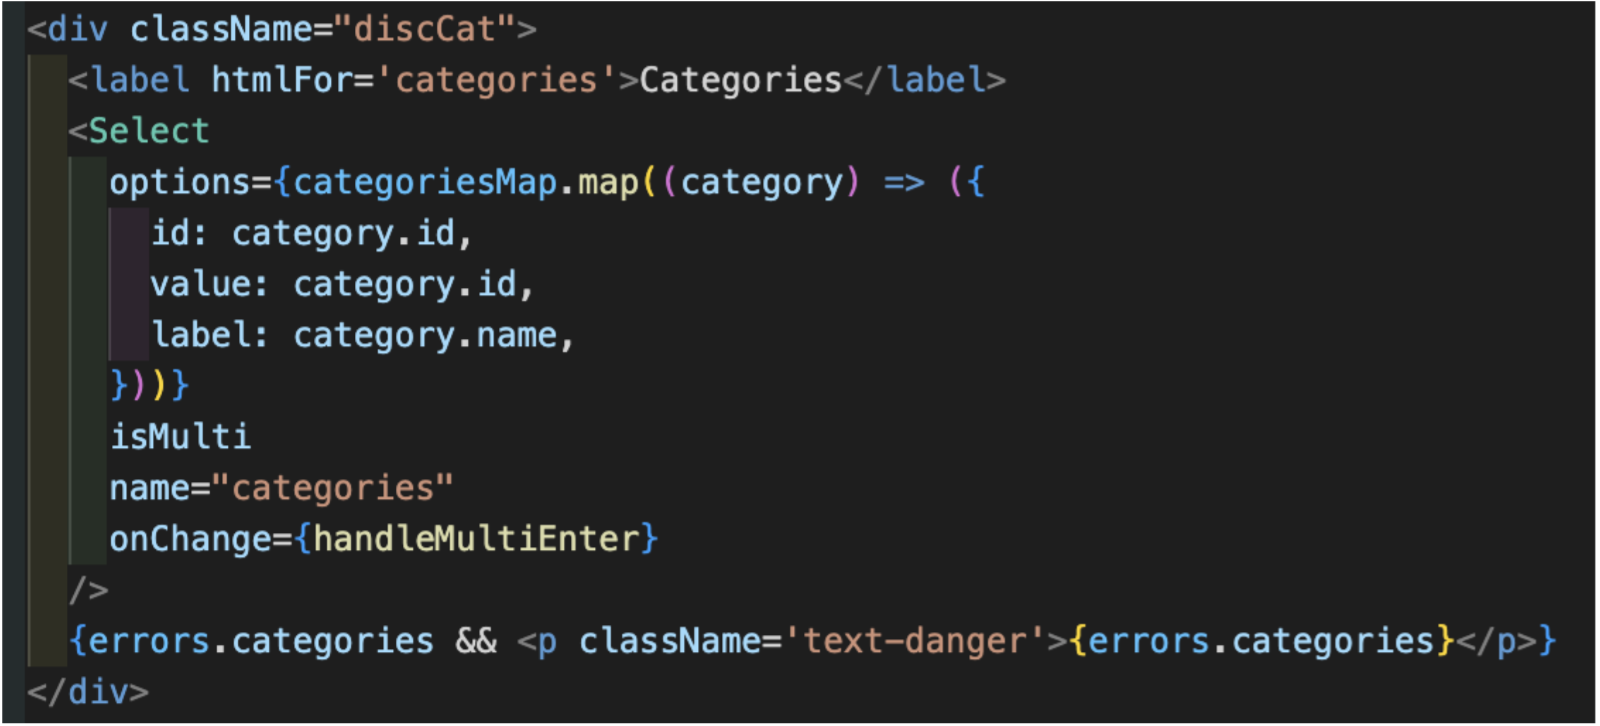 <div className="discCat">
  <label htmlFor='categories'>Categories</label>
  <Select
    options={categoriesMap.map((category) => ({
      id: category.id,
      value: category.id,
      label: category.name,
    }))}
    isMulti
    name="categories"
    onChange={handleMultiEnter}
  />
  {errors.categories && <p className='text-danger'>{errors.categories}</p>}
</div>